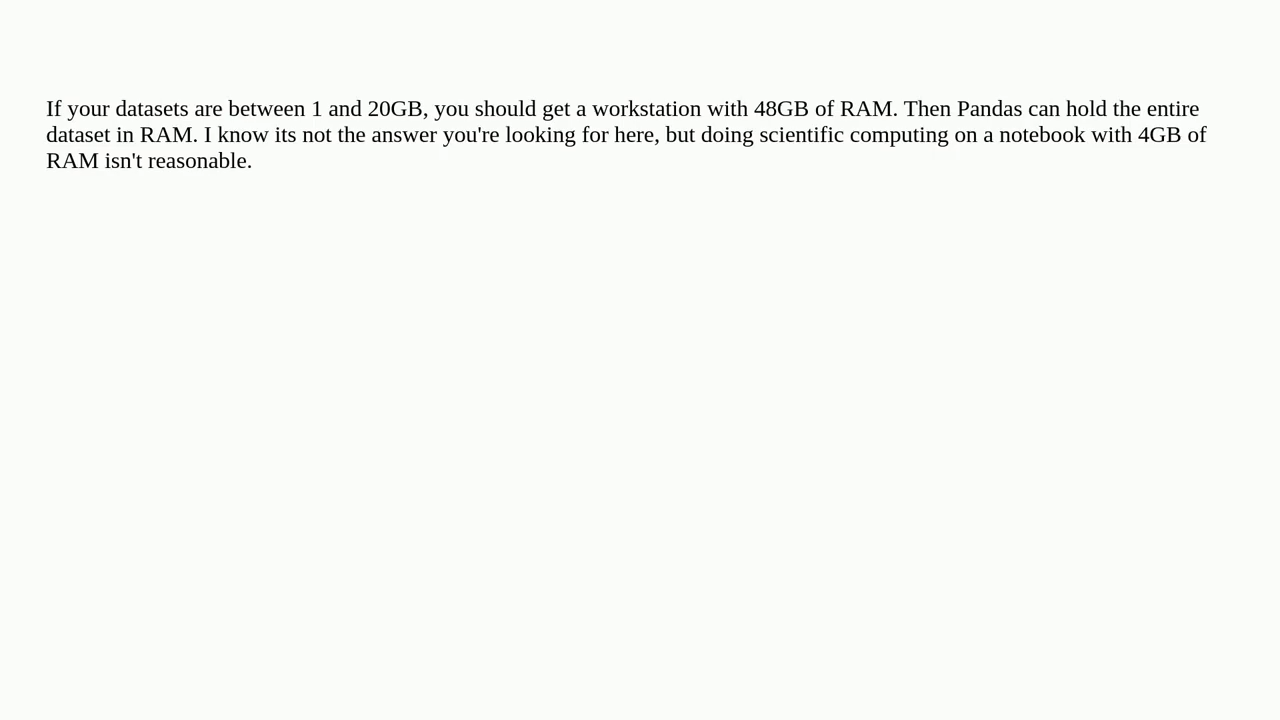 If your datasets are between 1 and 20GB, you should get a workstation with 48GB of RAM. Then Pandas can hold the entire
dataset in RAM. I know its not the answer you're looking for here, but doing scientific computing on a notebook with 4GB of
RAM isn't reasonable.